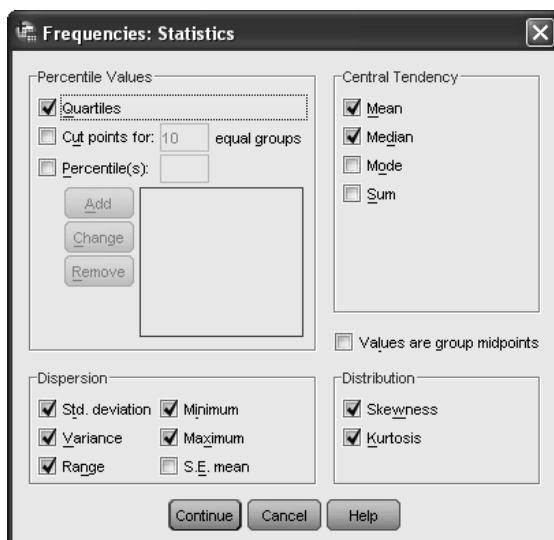 Frequencies: Statistics
Percentile Values
Quartiles
Cut points for: 10 equal groups
Percentile(s):
Add
Change
Remove
Central Tendency
Mean
Median
Mode
Sum
Values are group midpoints
Dispersion
Std. deviation Minimum
Variance Maximum
Range S.E. mean
Distribution
Skewness
Kurtosis
Continue Cancel Help